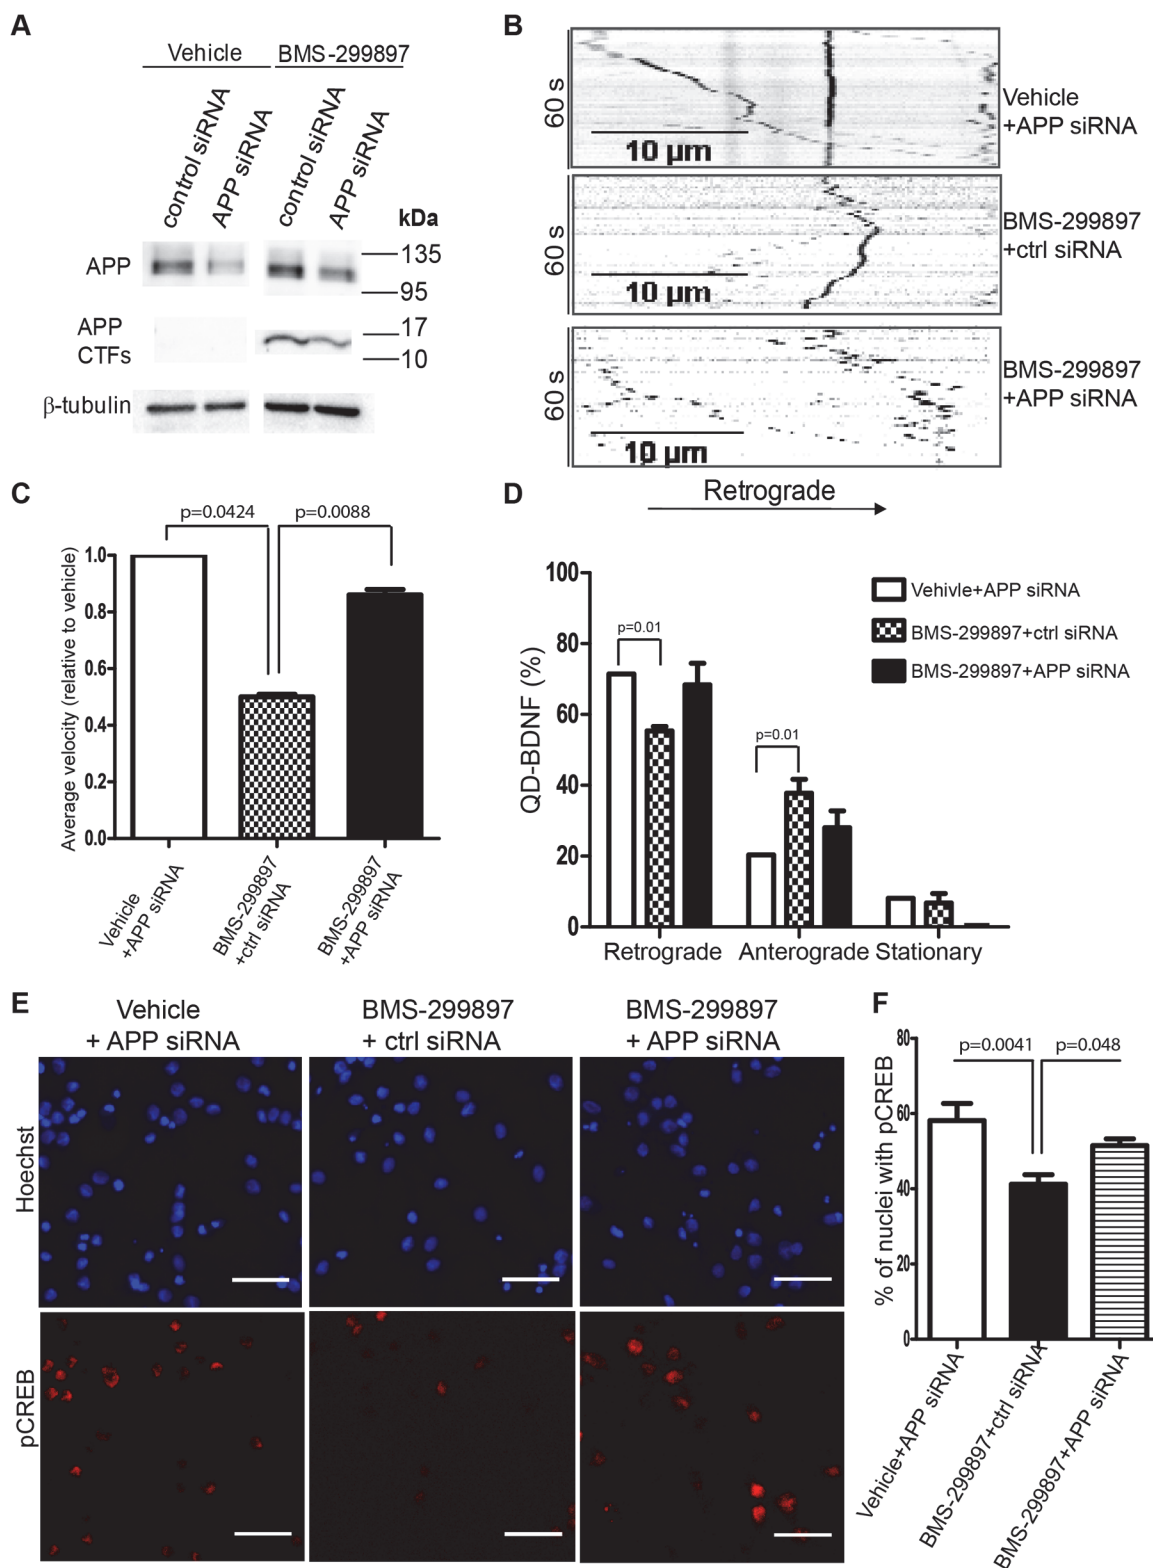 A
Vehicle
BMS-299897
control siRNA
APP siRNA
control siRNA
APP siRNA
kDa
APP
135
95
APP
CTFs
17
10
β-tubulin
B
60 s
10 µm
Vehicle
+APP siRNA
60 s
10 µm
BMS-299897
+ctrl siRNA
60 s
10 µm
BMS-299897
+APP siRNA
Retrograde
C
Average velocity (relative to vehicle)
p=0.0424
p=0.0088
1.0
0.8
0.6
0.4
0.2
0.0
Vehicle
+APP siRNA
BMS-299897
+ctrl siRNA
BMS-299897
+APP siRNA
D
QD-BDNF (%)
100
80
60
40
20
0
p=0.01
p=0.01
Vehivle+APP siRNA
BMS-299897+ctrl siRNA
BMS-299897+APP siRNA
Retrograde
Anterograde
Stationary
E
Vehicle
+ APP siRNA
BMS-299897
+ ctrl siRNA
BMS-299897
+ APP siRNA
Hoechst
pCREB
F
% of nuclei with pCREB
80
60
40
20
0
p=0.0041
p=0.048
Vehicle+APP siRNA
BMS-299897+ctrl siRNA
BMS-299897+APP siRNA